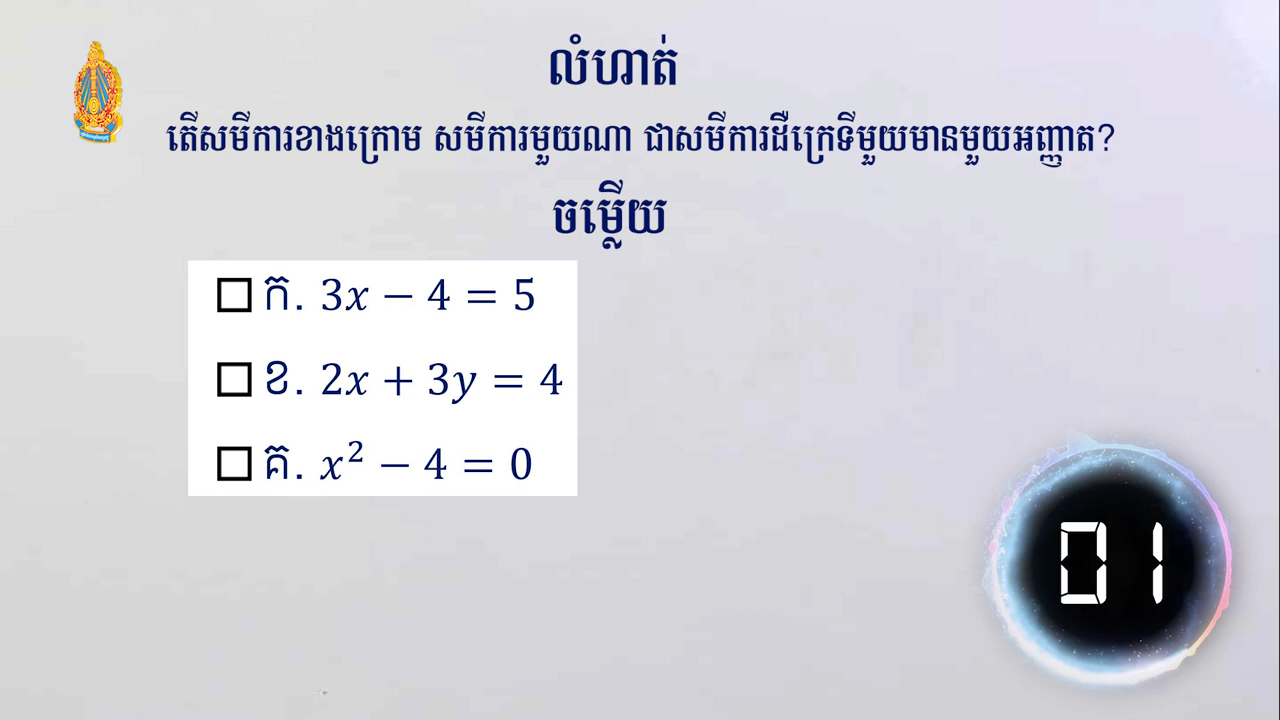 លំហាត់
តើសមីការខាងក្រោម សមីការមួយណា ជាសមីការដឺក្រេទីមួយមានមួយអញ្ញាត?
ចម្លើយ
ក. 3x − 4 = 5
ខ. 2x + 3y = 4
គ. x² − 4 = 0
01